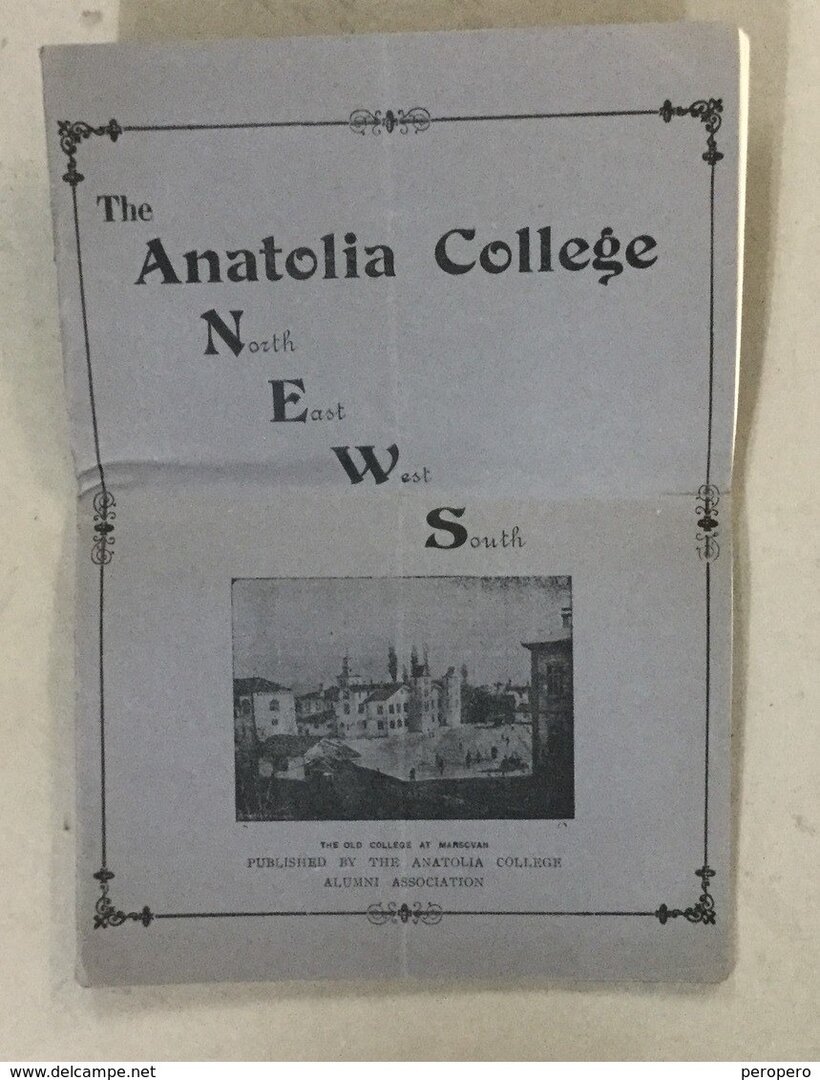 The
Anatolia College
North
East
West
South
THE OLD COLLEGE AT MARSOVAN
PUBLISHED BY THE ANATOLIA COLLEGE
ALUMNI ASSOCIATION
www.delcampe.net
peropero